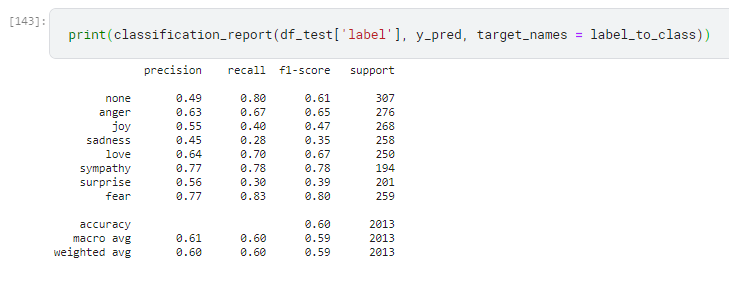 [143]:
print(classification_report(df_test['label'], y_pred, target_names = label_to_class))
precision recall f1-score support
none 0.49 0.80 0.61 307
anger 0.63 0.67 0.65 276
joy 0.55 0.40 0.47 268
sadness 0.45 0.28 0.35 258
love 0.64 0.70 0.67 250
sympathy 0.77 0.78 0.78 194
surprise 0.56 0.30 0.39 201
fear 0.77 0.83 0.80 259
accuracy 0.60 2013
macro avg 0.61 0.60 0.59 2013
weighted avg 0.60 0.60 0.59 2013